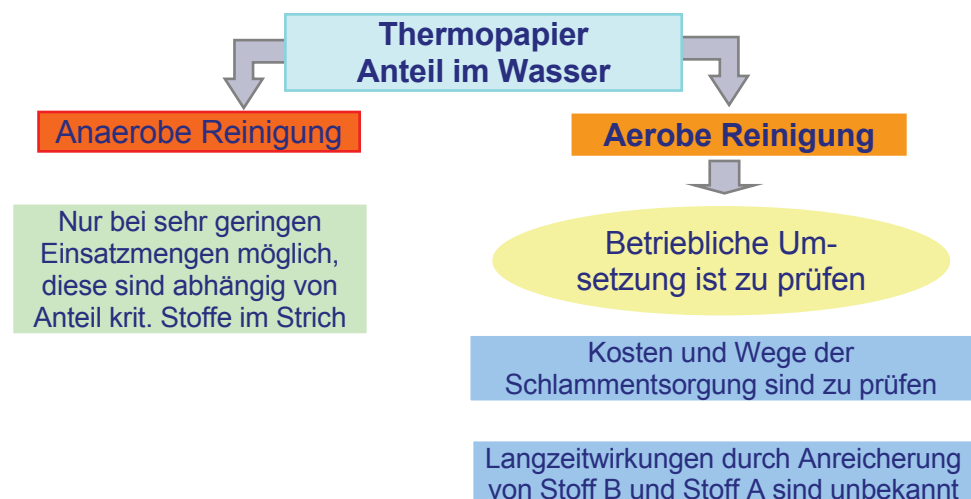 Thermopapier
Anteil im Wasser
Anaerobe Reinigung
Nur bei sehr geringen
Einsatzmengen möglich,
diese sind abhängig von
Anteil krit. Stoffe im Strich
Aerobe Reinigung
Betriebliche Um-
setzung ist zu prüfen
Kosten und Wege der
Schlammentsorgung sind zu prüfen
Langzeitwirkungen durch Anreicherung
von Stoff B und Stoff A sind unbekannt